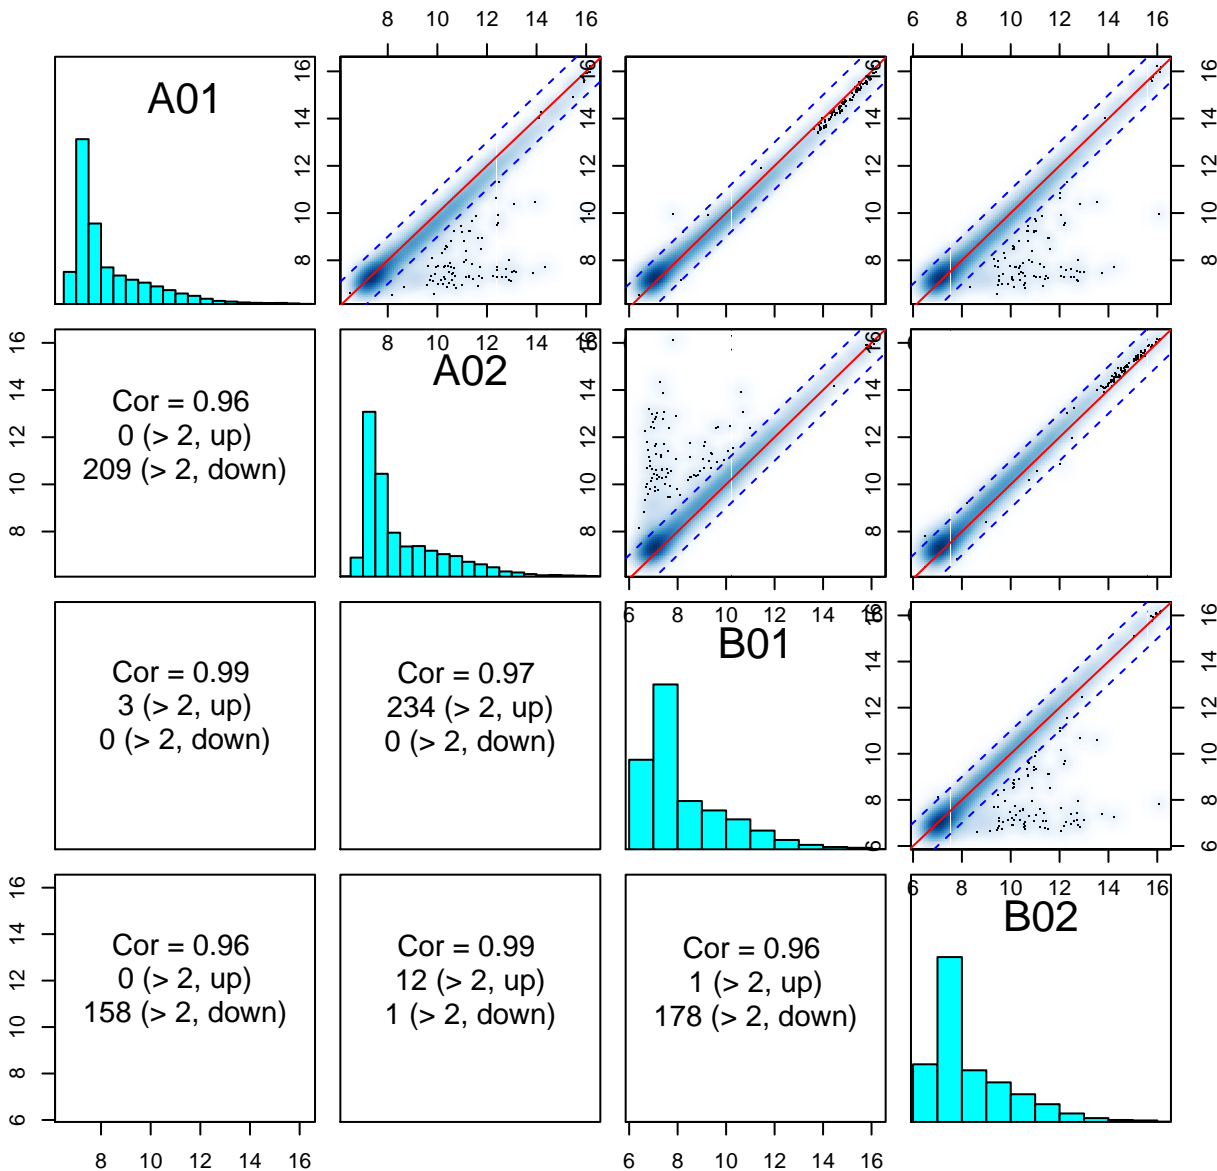 8 10 12 14 16
6 8 10 12 14 16
A01
8 10 12 14 16
8 10 12 14 16
8 10 12 14 16
8 10 12 14 16
8 10 12 14 16
Cor = 0.96
0 (> 2, up)
209 (> 2, down)
8 10 12 14 16
A02
16
6 8 10 12 14 16
Cor = 0.99
3 (> 2, up)
0 (> 2, down)
Cor = 0.97
234 (> 2, up)
0 (> 2, down)
B01
16
6
6 8 10 12 14 16
6 8 10 12 14 16
6 8 10 12 14 16
Cor = 0.96
0 (> 2, up)
158 (> 2, down)
Cor = 0.99
12 (> 2, up)
1 (> 2, down)
Cor = 0.96
1 (> 2, up)
178 (> 2, down)
B02
8 10 12 14 16
6 8 10 12 14 16